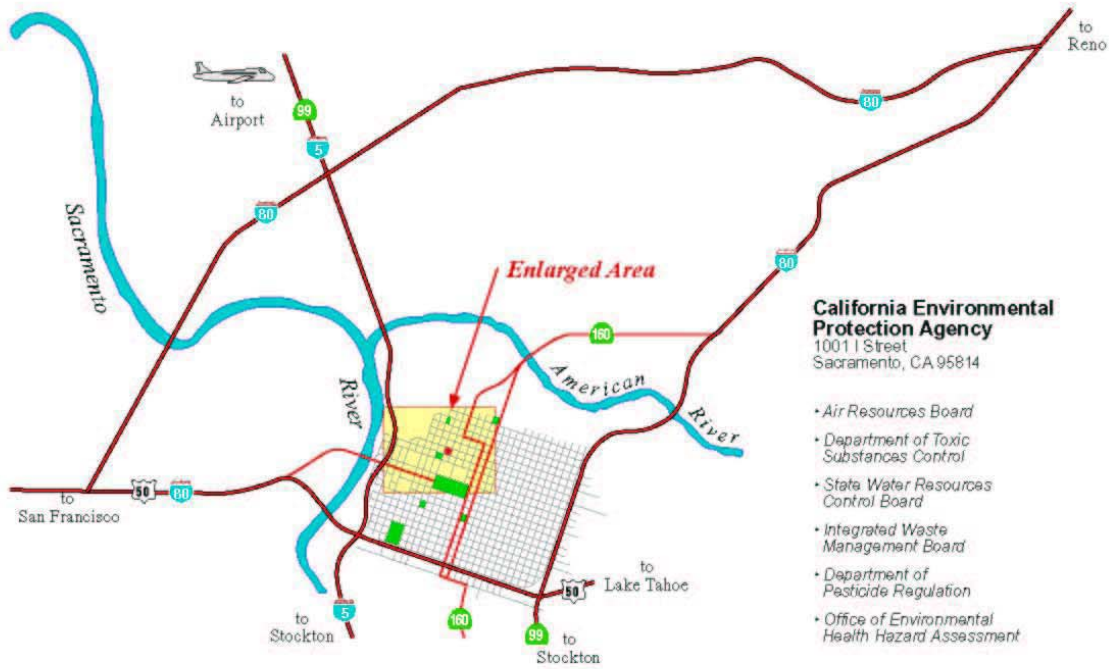 to
Reno
to
Airport
99
5
80
80
80
Sacramento
River
Enlarged Area
160
American
River
California Environmental
Protection Agency
1001 I Street
Sacramento, CA 95814
‣ Air Resources Board
‣ Department of Toxic
Substances Control
‣ State Water Resources
Control Board
‣ Integrated Waste
Management Board
‣ Department of
Pesticide Regulation
‣ Office of Environmental
Health Hazard Assessment
to
San Francisco
50
80
to
Lake Tahoe
50
to
Stockton
5
160
99
to
Stockton